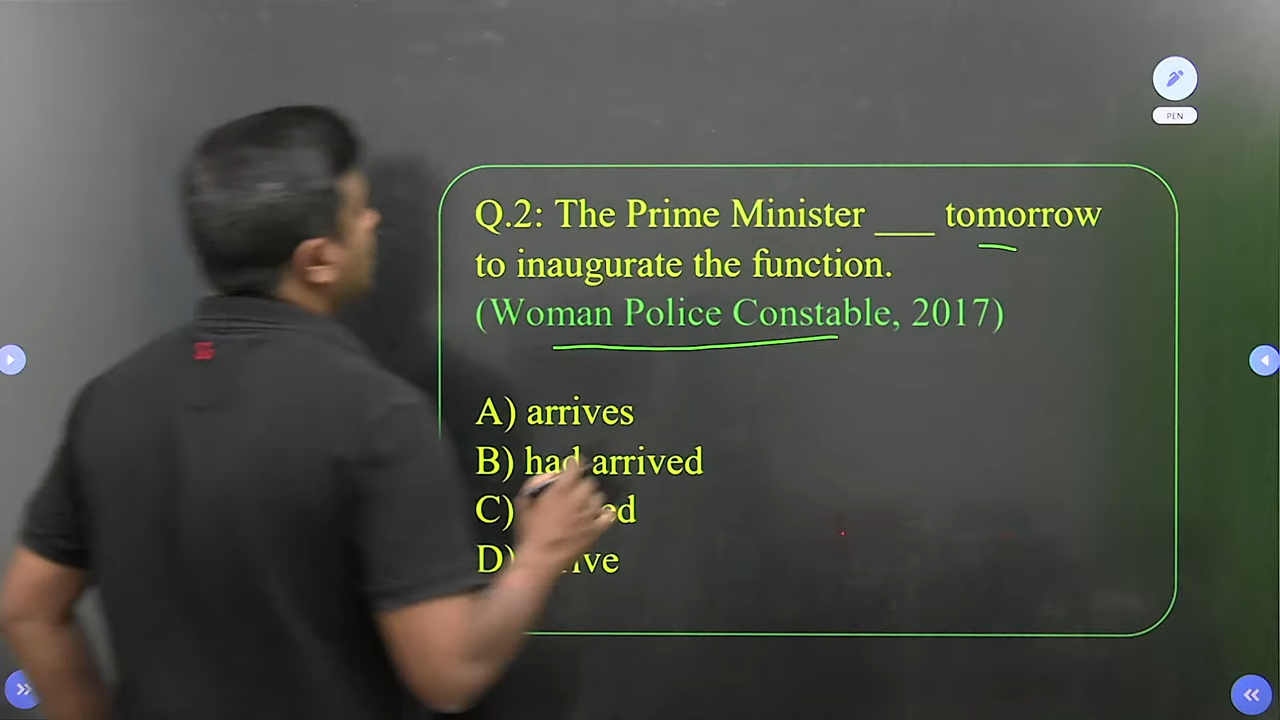 PEN
Q.2: The Prime Minister ___ tomorrow
to inaugurate the function.
(Woman Police Constable, 2017)
A) arrives
B) had arrived
C)
D)